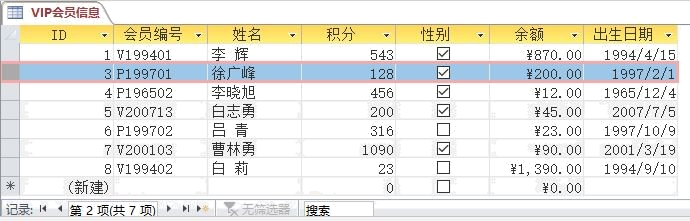 VIP会员信息
ID 会员编号 姓名 积分 性别 余额 出生日期
1 V199401 李 辉 543 ¥870.00 1994/4/15
3 P199701 徐广峰 128 ¥200.00 1997/2/1
4 P196502 李晓旭 456 ¥12.00 1965/12/4
5 V200713 白志勇 200 ¥45.00 2007/7/5
6 P199702 吕 青 316 ¥23.00 1997/10/9
7 V200103 曹林勇 1090 ¥90.00 2001/3/19
8 V199402 白 莉 23 ¥1,390.00 1994/9/10
* (新建) 0 ¥0.00
记录: 第 2 项(共 7 项) 无筛选器 搜索